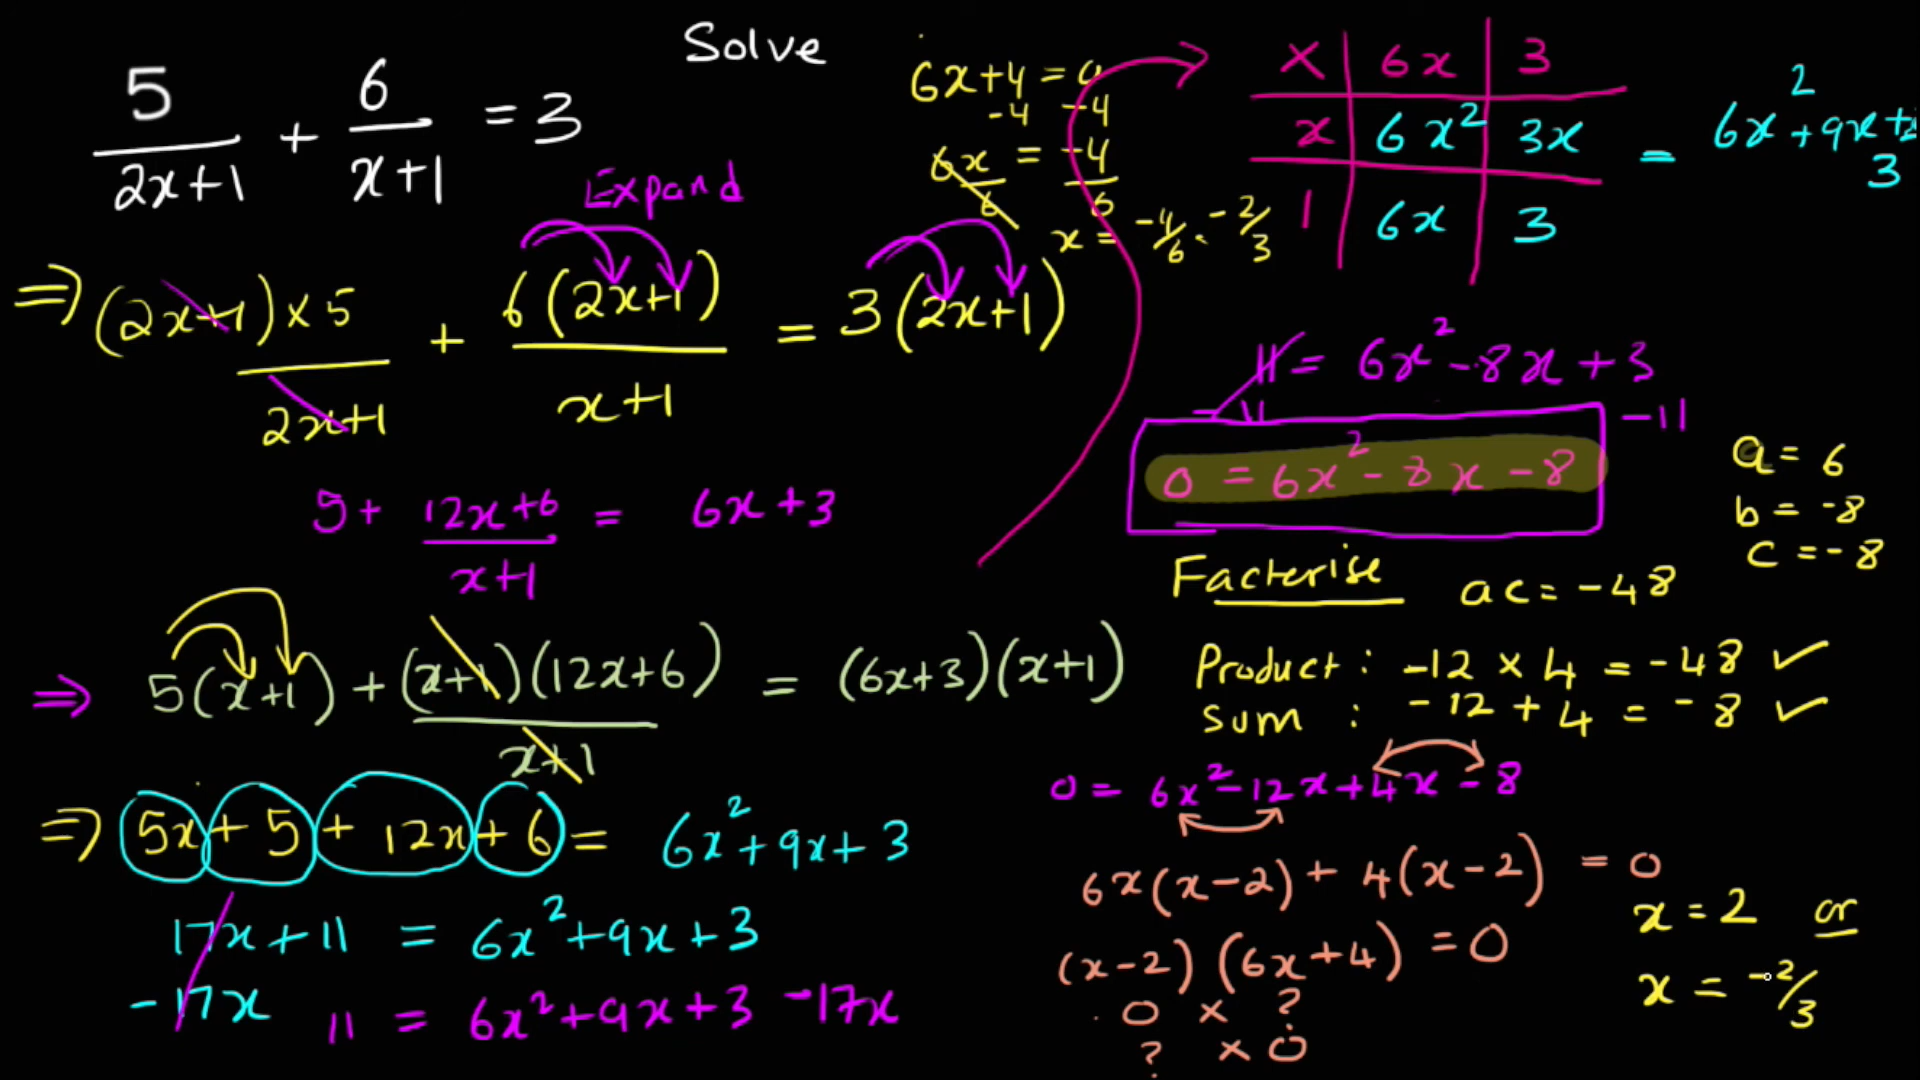 Solve
5/(2x+1) + 6/(x+1) = 3
Expand
⇒ (2x+1) × 5/(2x+1) + 6(2x+1)/(x+1) = 3(2x+1)
5 + (12x+6)/(x+1) = 6x+3
⇒ 5(x+1) + (x+1)(12x+6)/(x+1) = (6x+3)(x+1)
⇒ 5x + 5 + 12x + 6 = 6x² + 9x + 3
17x + 11 = 6x² + 9x + 3
-17x
11 = 6x² + 9x + 3 -17x
6x+4 = 0
-4 -4
6x/6 = -4/6
x = -4/6 = -2/3
X | 6x | 3
x | 6x² | 3x = 6x² + 9x +
3
1 | 6x | 3
11 = 6x² - 8x + 3
-11 -11
0 = 6x² - 8x - 8
a = 6
b = -8
c = -8
Facterise ac = -48
Product : -12 × 4 = -48 ✓
Sum : -12 + 4 = -8 ✓
0 = 6x² - 12x + 4x - 8
6x(x-2) + 4(x-2) = 0
(x-2) (6x+4) = 0
0 × ?
? × 0
x = 2 or
x = -2/3